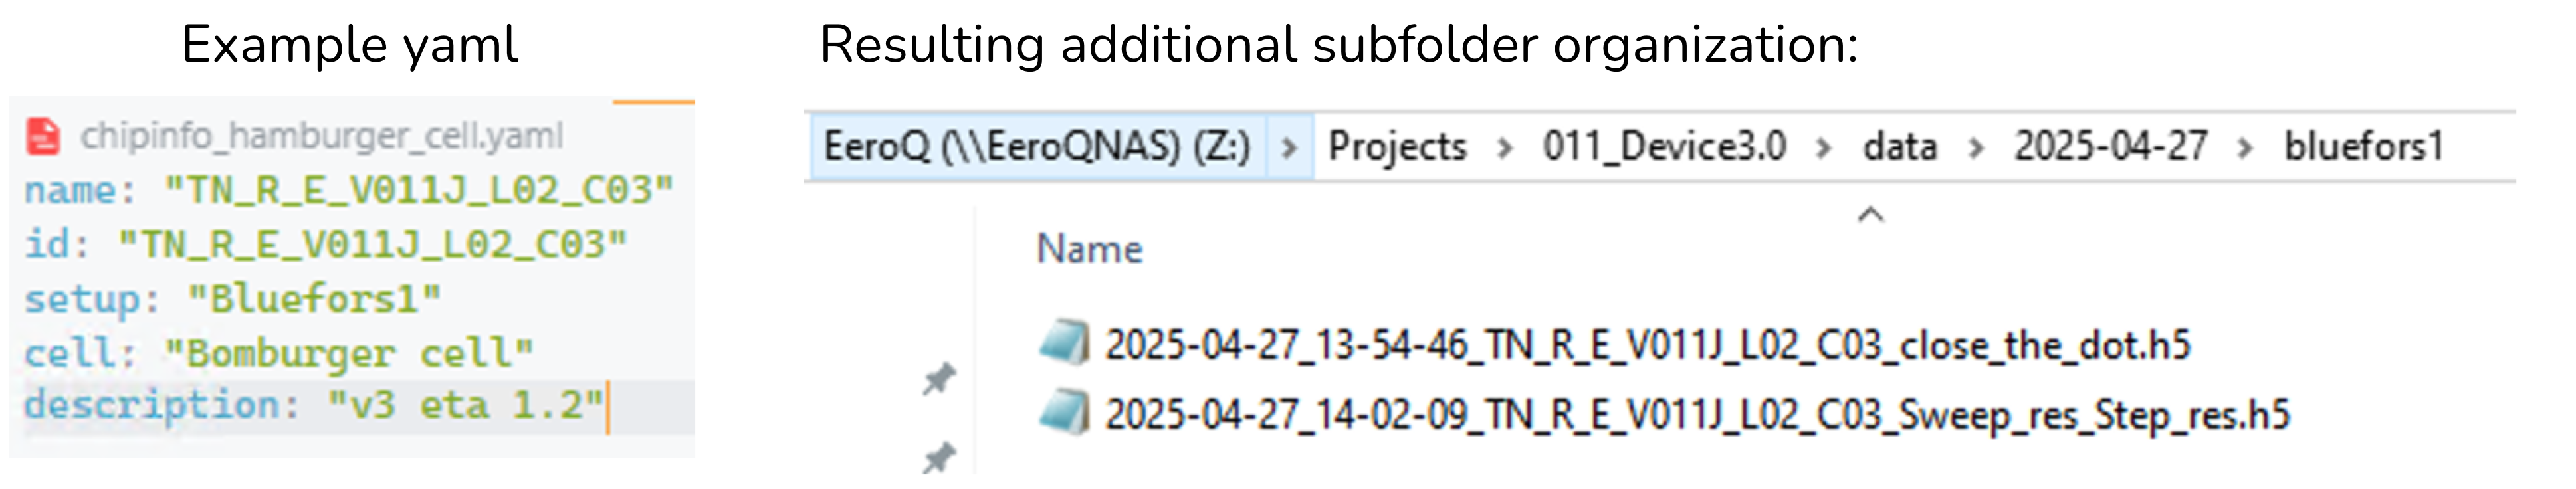 Example yaml
chipinfo_hamburger_cell.yaml
name: "TN_R_E_V011J_L02_C03"
id: "TN_R_E_V011J_L02_C03"
setup: "Bluefors1"
cell: "Bomburger cell"
description: "v3 eta 1.2"
Resulting additional subfolder organization:
EeroQ (\\EeroQNAS) (Z:) > Projects > 011_Device3.0 > data > 2025-04-27 > bluefors1
Name
2025-04-27_13-54-46_TN_R_E_V011J_L02_C03_close_the_dot.h5
2025-04-27_14-02-09_TN_R_E_V011J_L02_C03_Sweep_res_Step_res.h5